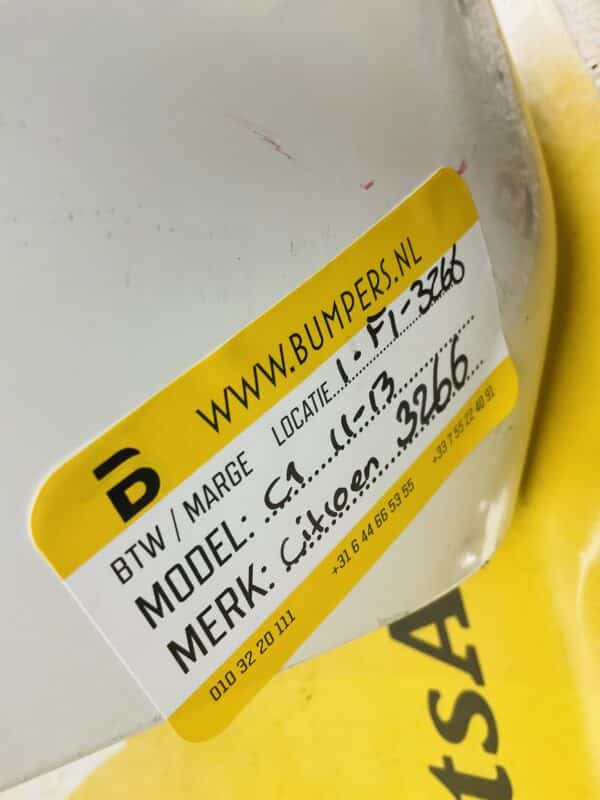 WWW.BUMPERS.NL
BTW / MARGE LOCATIE 1-F1-3266
MODEL: C1 11-13
MERK: Citroen 3266
010 32 20 111 +31 6 44 66 53 55 +33 7 55 22 40 91
tsA